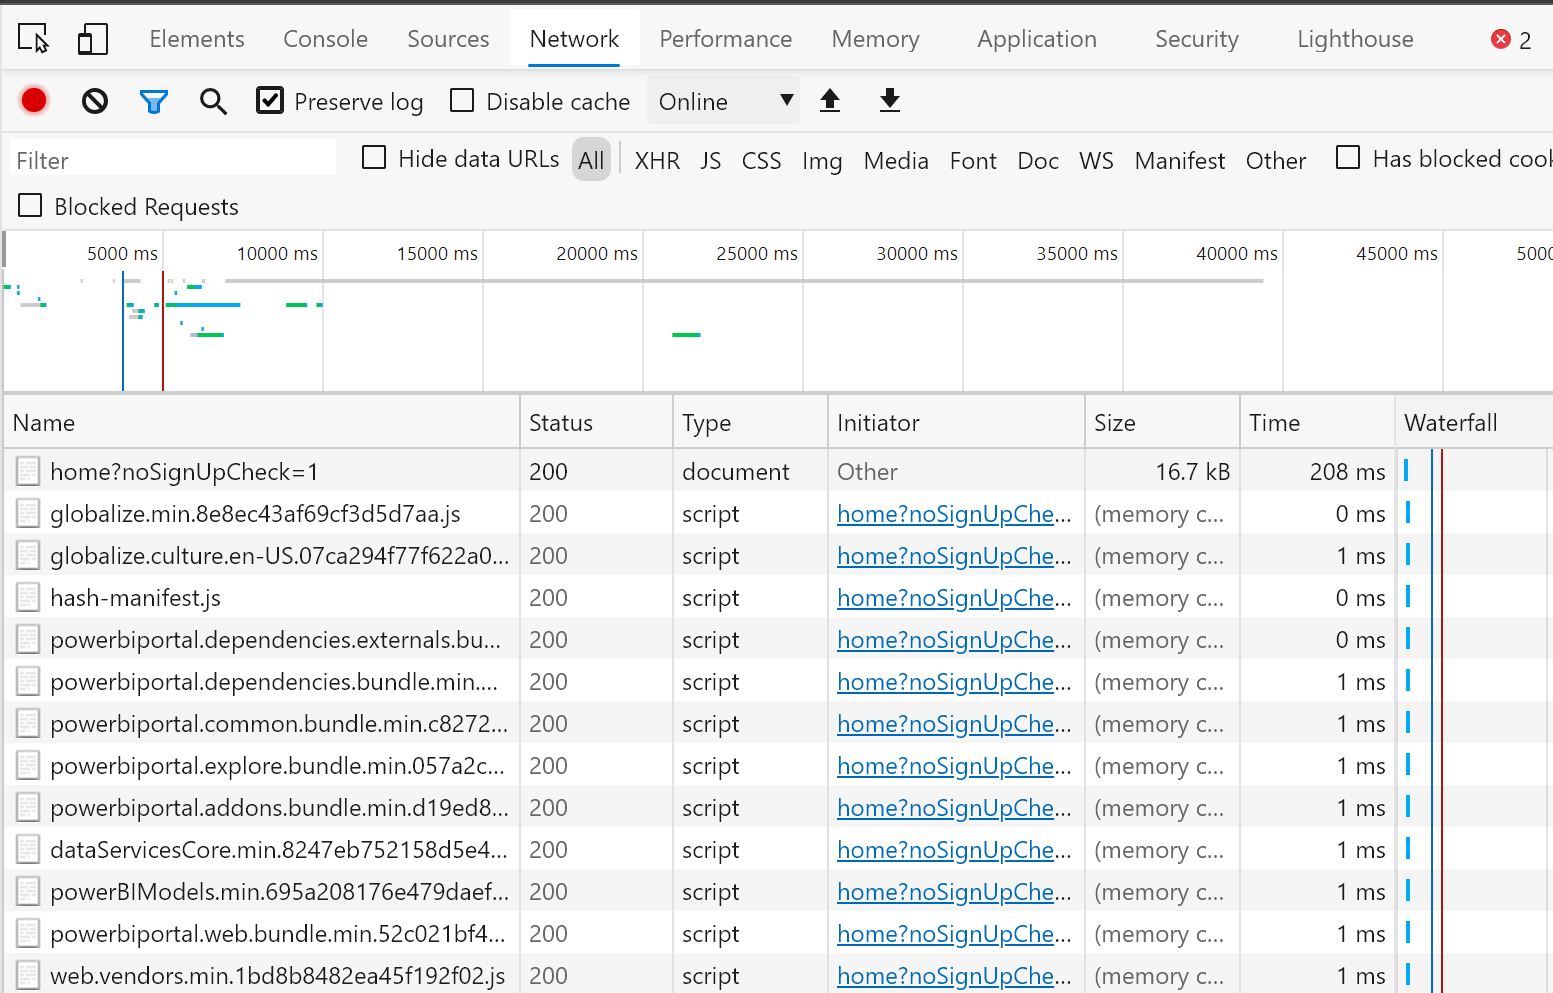 Elements Console Sources Network Performance Memory Application Security Lighthouse 2
Preserve log Disable cache Online
Filter Hide data URLs All XHR JS CSS Img Media Font Doc WS Manifest Other Has blocked cook
Blocked Requests
5000 ms 10000 ms 15000 ms 20000 ms 25000 ms 30000 ms 35000 ms 40000 ms 45000 ms 5000
Name Status Type Initiator Size Time Waterfall
home?noSignUpCheck=1 200 document Other 16.7 kB 208 ms
globalize.min.8e8ec43af69cf3d5d7aa.js 200 script home?noSignUpChe... (memory c... 0 ms
globalize.culture.en-US.07ca294f77f622a0... 200 script home?noSignUpChe... (memory c... 1 ms
hash-manifest.js 200 script home?noSignUpChe... (memory c... 0 ms
powerbiportal.dependencies.externals.bu... 200 script home?noSignUpChe... (memory c... 0 ms
powerbiportal.dependencies.bundle.min.... 200 script home?noSignUpChe... (memory c... 1 ms
powerbiportal.common.bundle.min.c8272... 200 script home?noSignUpChe... (memory c... 1 ms
powerbiportal.explore.bundle.min.057a2c... 200 script home?noSignUpChe... (memory c... 1 ms
powerbiportal.addons.bundle.min.d19ed8... 200 script home?noSignUpChe... (memory c... 1 ms
dataServicesCore.min.8247eb752158d5e4... 200 script home?noSignUpChe... (memory c... 1 ms
powerBIModels.min.695a208176e479daef... 200 script home?noSignUpChe... (memory c... 1 ms
powerbiportal.web.bundle.min.52c021bf4... 200 script home?noSignUpChe... (memory c... 1 ms
web.vendors.min.1bd8b8482ea45f192f02.js 200 script home?noSignUpChe... (memory c... 1 ms